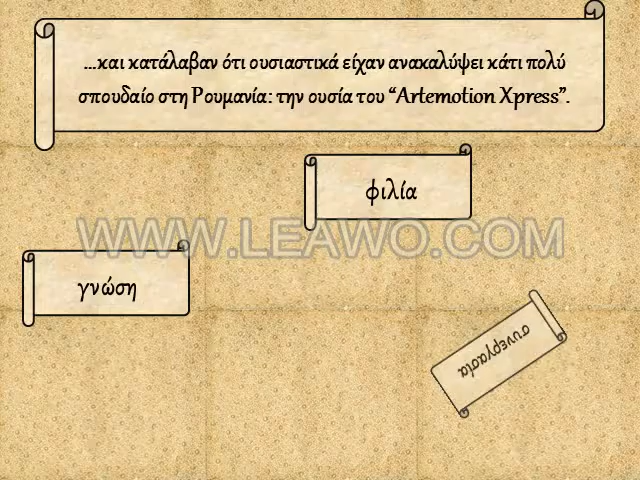 ...και κατάλαβαν ότι ουσιαστικά είχαν ανακαλύψει κάτι πολύ
σπουδαίο στη Ρουμανία: την ουσία του “Artemotion Xpress”.
φιλία
WWW.LEAWO.COM
γνώση
συνεργασία